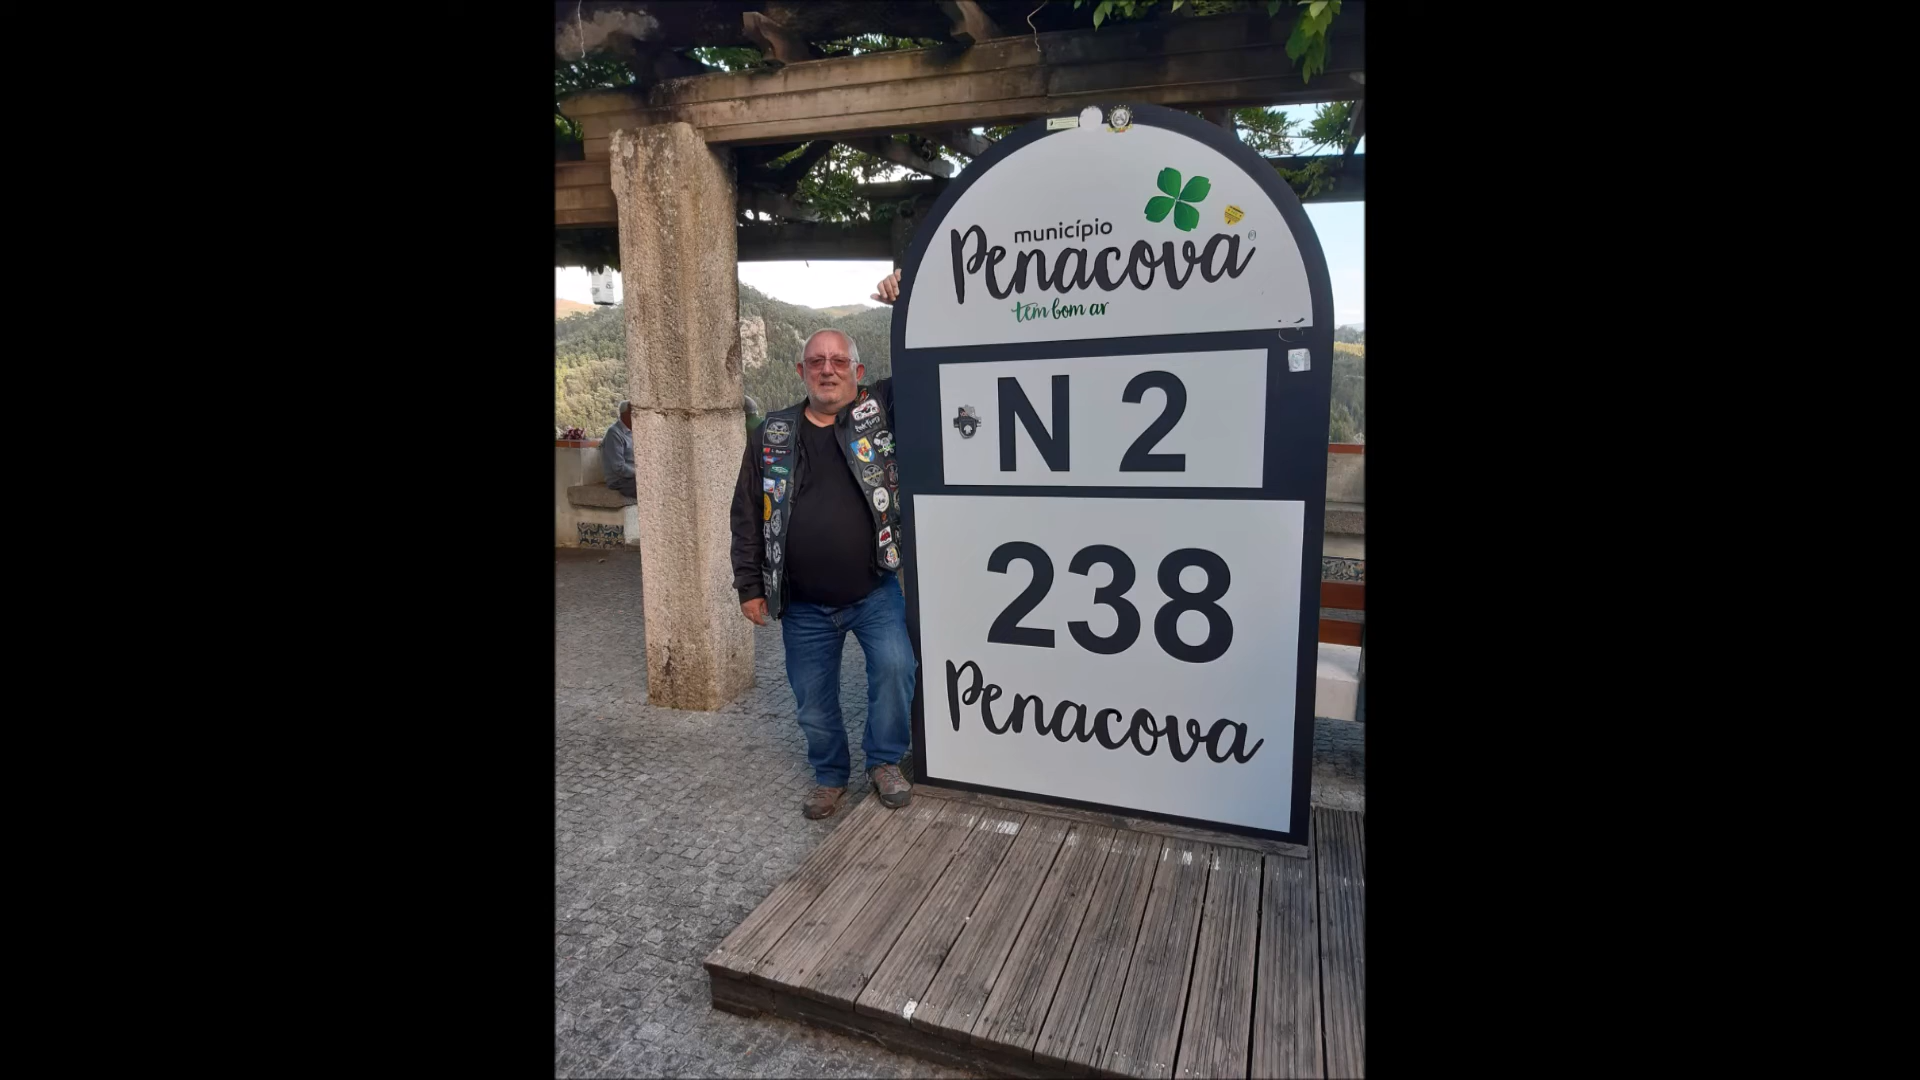 município
Penacova
tem bom ar
N 2
238
Penacova